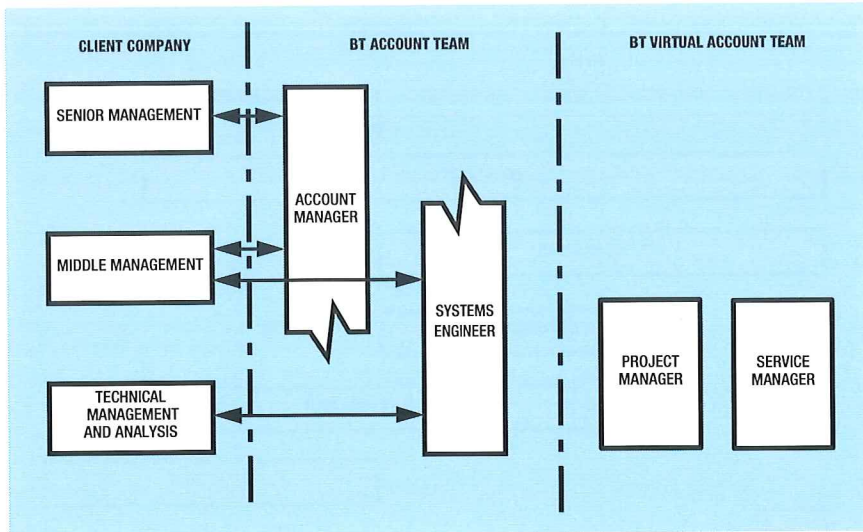 CLIENT COMPANY
BT ACCOUNT TEAM
BT VIRTUAL ACCOUNT TEAM
SENIOR MANAGEMENT
ACCOUNT
MANAGER
MIDDLE MANAGEMENT
SYSTEMS
ENGINEER
PROJECT
MANAGER
SERVICE
MANAGER
TECHNICAL
MANAGEMENT
AND ANALYSIS